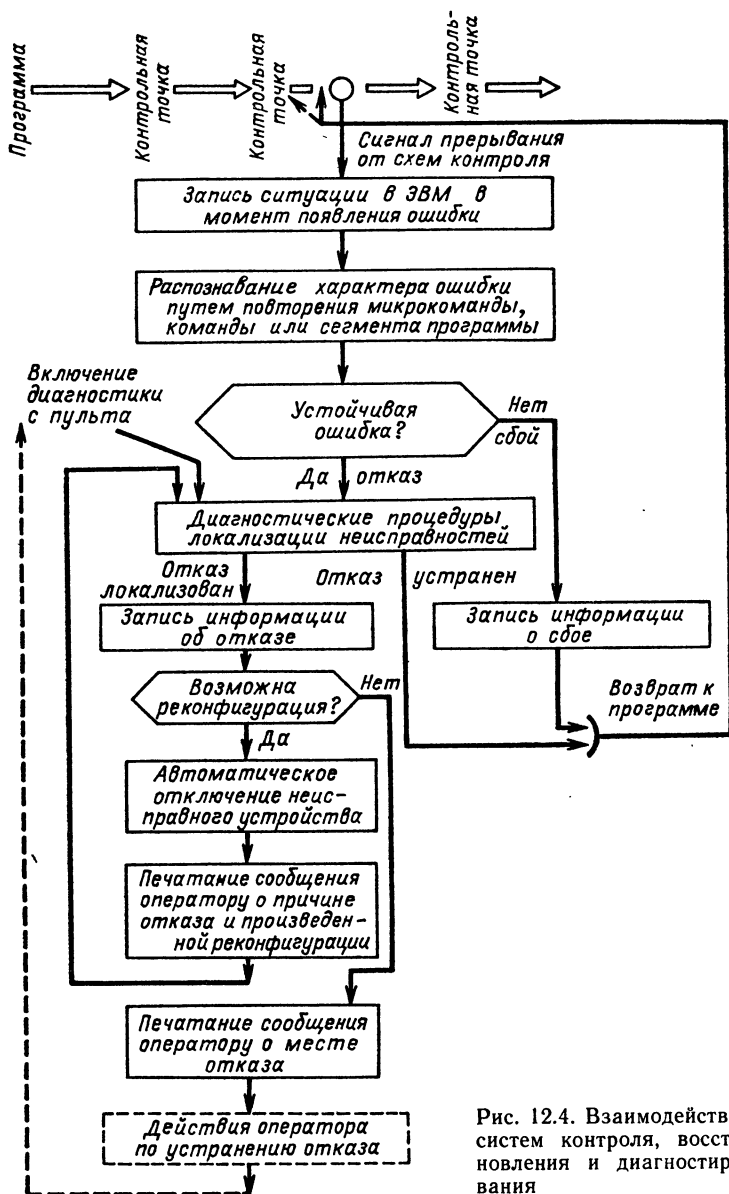 Программа
Контрольная
точка
Контрольная
точка
Контроль-
ная точка
Сигнал прерывания
от схем контроля
Запись ситуации в ЭВМ в
момент появления ошибки
Распознавание характера ошибки
путем повторения микрокоманды,
команды или сегмента программы
Включение
диагностики
с пульта
Устойчивая
ошибка?
Нет
сбой
Да отказ
Диагностические процедуры
локализации неисправностей
Отказ
локализован
Отказ устранен
Запись информации
об отказе
Запись информации
о сбое
Возможна
реконфигурация?
Нет
Возврат к
программе
Да
Автоматическое
отключение неис-
правного устройства
Печатание сообщения
оператору о причине
отказа и произведен-
ной реконфигурации
Печатание сообщения
оператору о месте
отказа
Действия оператора
по устранению отказа
Рис. 12.4. Взаимодейств
систем контроля, восст
новления и диагностир
вания